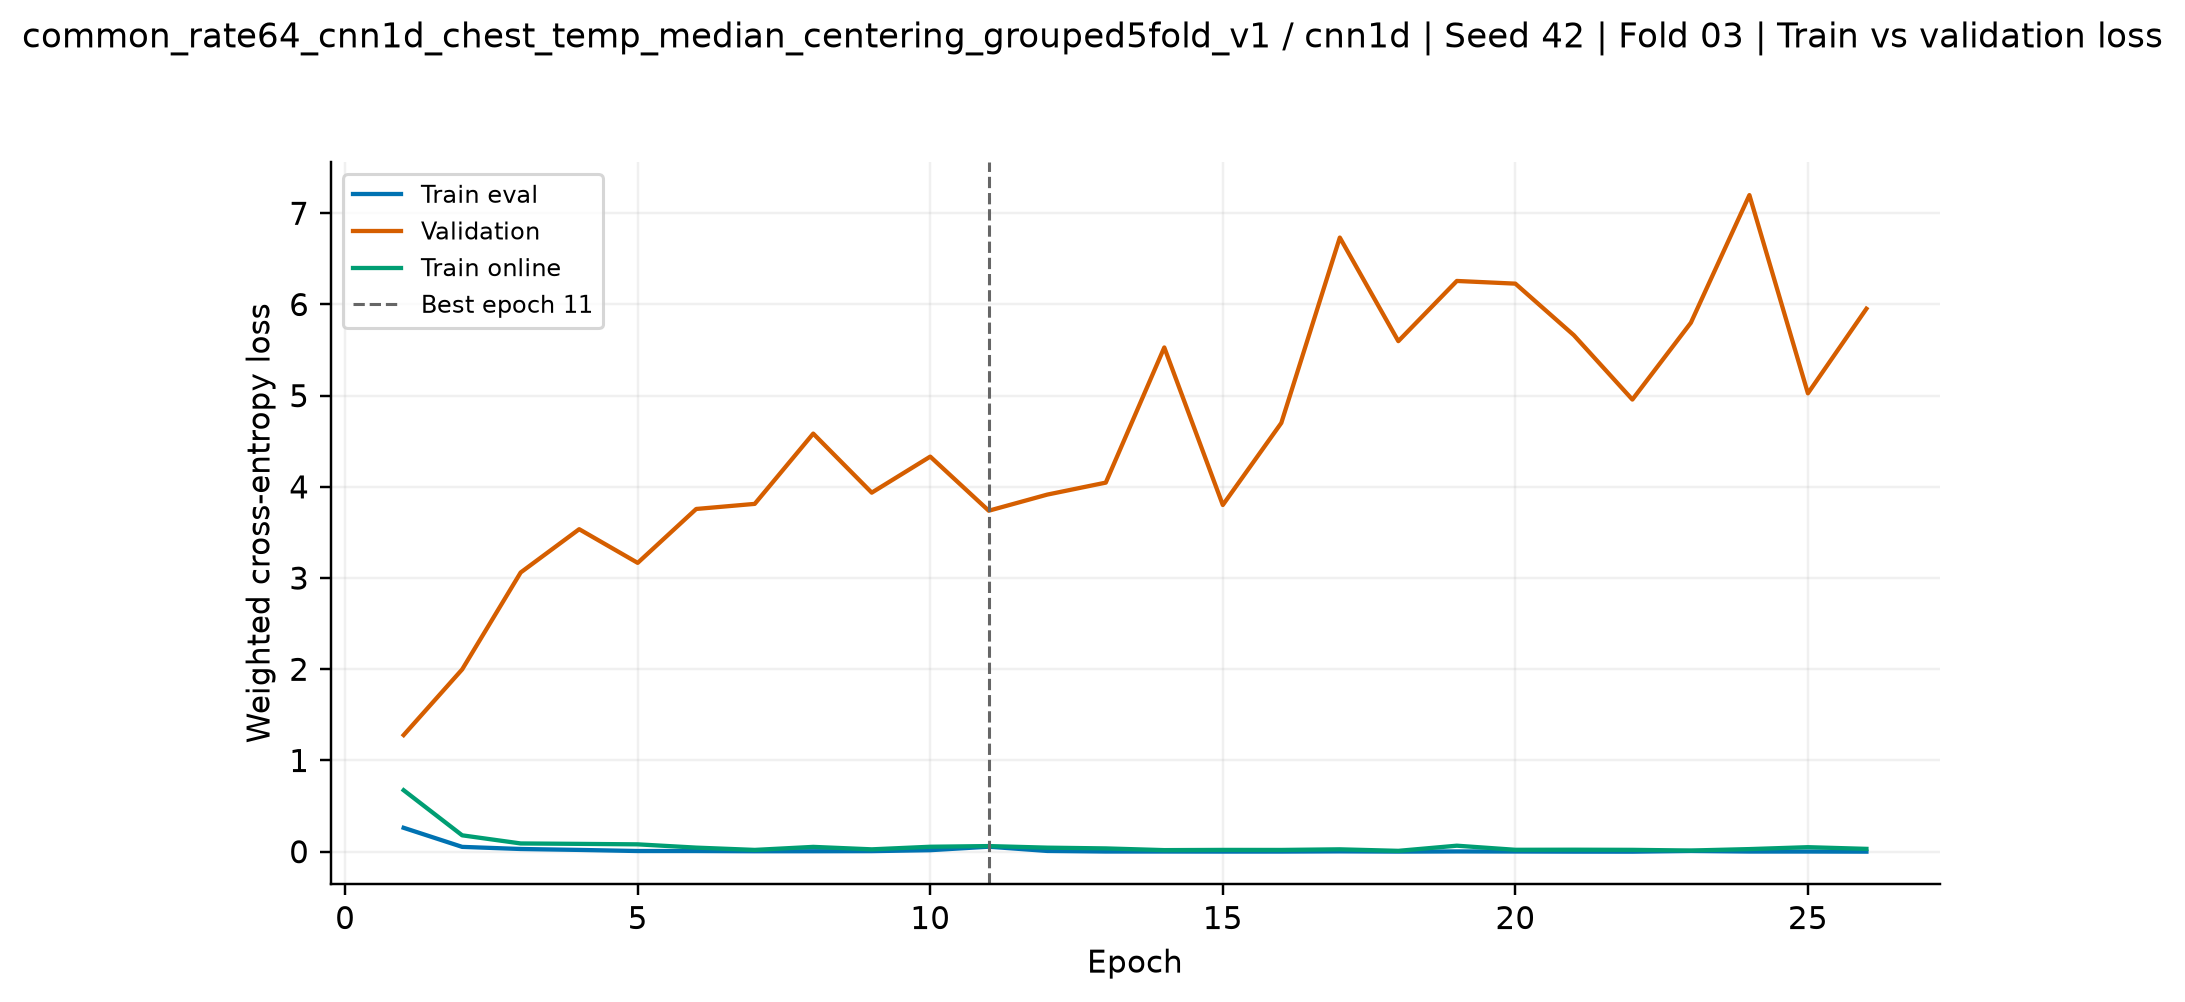 common_rate64_cnn1d_chest_temp_median_centering_grouped5fold_v1 / cnn1d | Seed 42 | Fold 03 | Train vs validation loss
Train eval
Validation
Train online
Best epoch 11
Weighted cross-entropy loss
7
6
5
4
3
2
1
0
0 5 10 15 20 25
Epoch